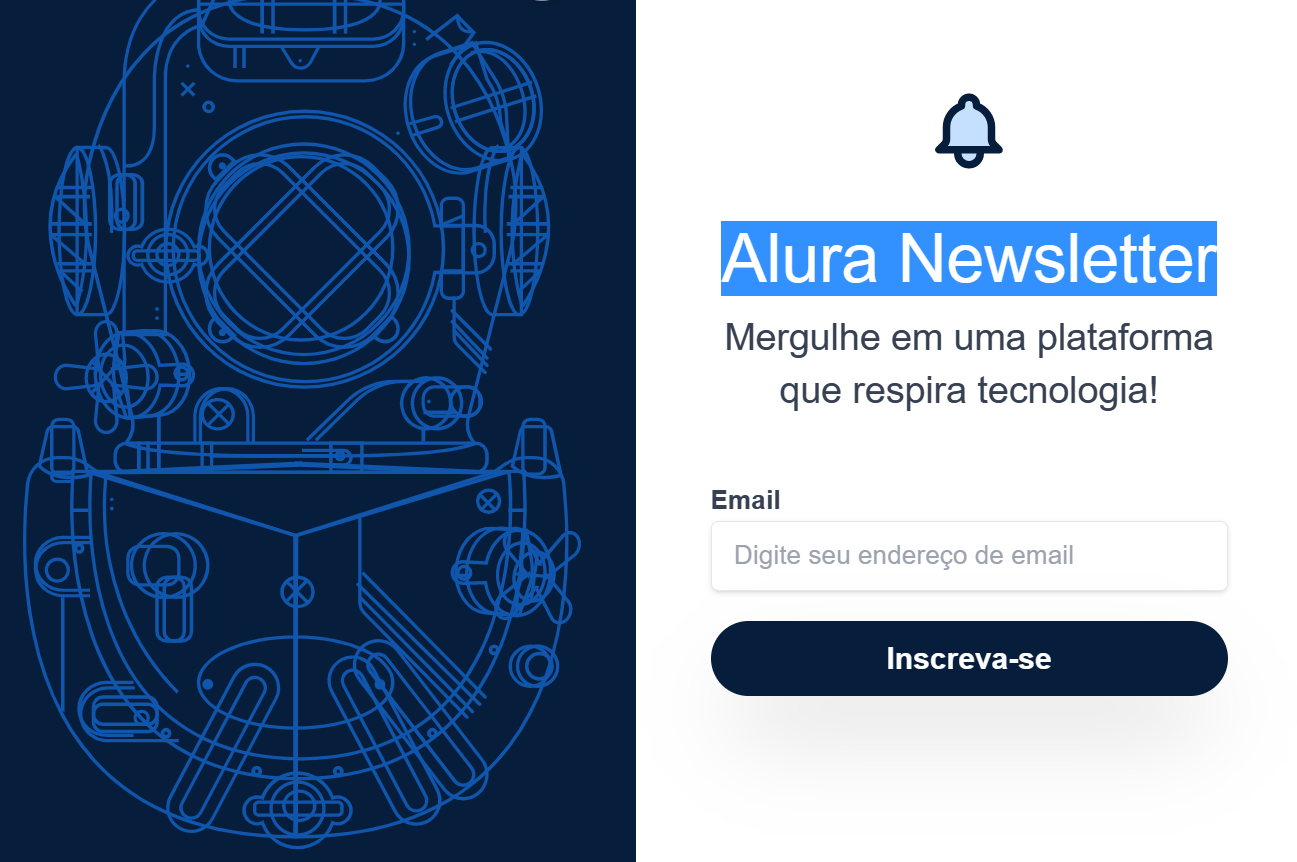 Alura Newsletter
Mergulhe em uma plataforma
que respira tecnologia!
Email
Digite seu endereço de email
Inscreva-se